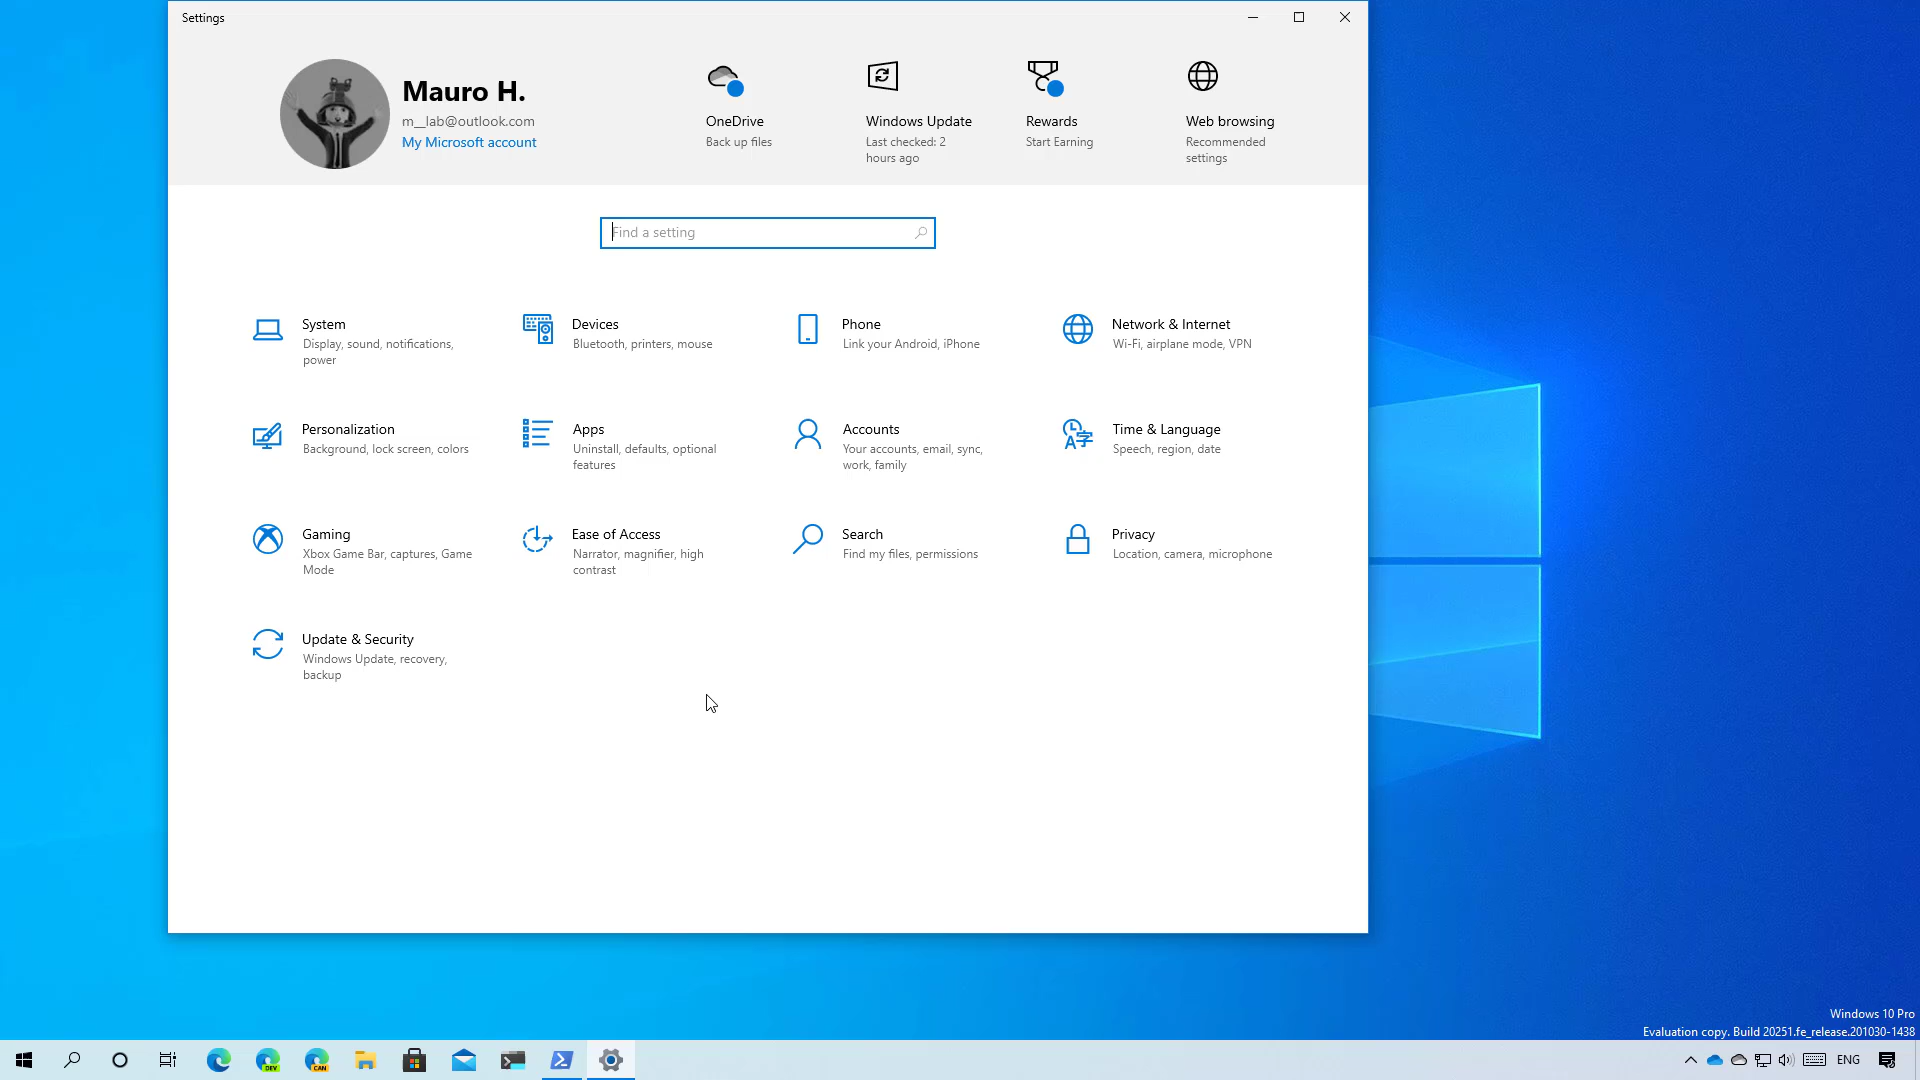 Settings
Mauro H.
m__lab@outlook.com
My Microsoft account
OneDrive
Back up files
Windows Update
Last checked: 2
hours ago
Rewards
Start Earning
Web browsing
Recommended
settings
Find a setting
System
Display, sound, notifications,
power
Devices
Bluetooth, printers, mouse
Phone
Link your Android, iPhone
Network & Internet
Wi-Fi, airplane mode, VPN
Personalization
Background, lock screen, colors
Apps
Uninstall, defaults, optional
features
Accounts
Your accounts, email, sync,
work, family
Time & Language
Speech, region, date
Gaming
Xbox Game Bar, captures, Game
Mode
Ease of Access
Narrator, magnifier, high
contrast
Search
Find my files, permissions
Privacy
Location, camera, microphone
Update & Security
Windows Update, recovery,
backup
Windows 10 Pro
Evaluation copy. Build 20251.fe_release.201030-1438
DEV
CAN
ENG